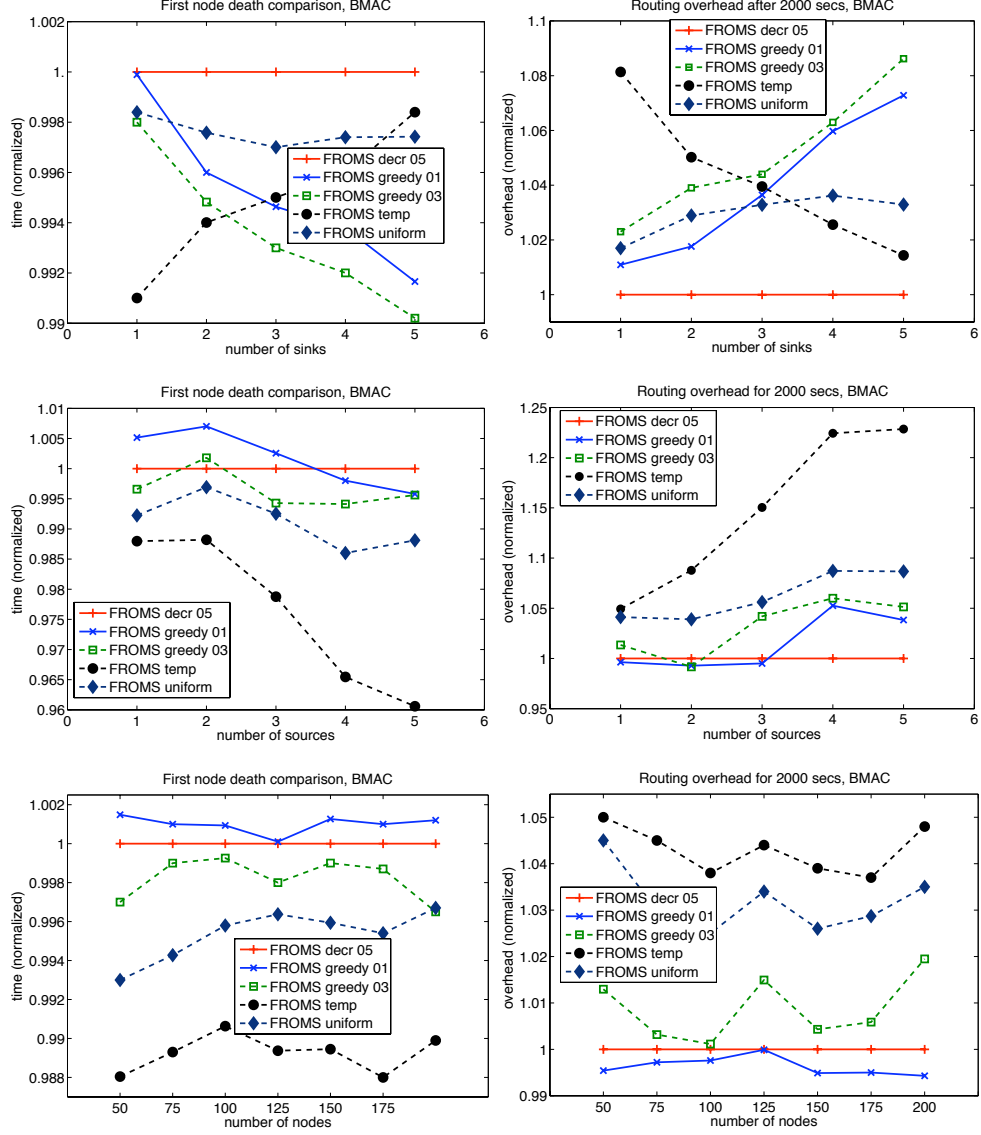 First node death comparison, BMAC
1.002
1.
0.998
0.996
0.994
0.992
0.99
time (normalized)
FROMS decr 05
FROMS greedy 01
FROMS greedy 03
FROMS temp
FROMS uniform
0
1
2
3
4
5
6
number of sinks
Routing overhead after 2000 secs, BMAC
1.1
1.08
1.06
1.04
1.02
1
overhead (normalized)
FROMS decr 05
FROMS greedy 01
FROMS greedy 03
FROMS temp
FROMS uniform
0
1
2
3
4
5
6
number of sinks
First node death comparison, BMAC
1.01
1.005
1
0.995
0.99
0.985
0.98
0.975
0.97
0.965
0.96
time (normalized)
FROMS decr 05
FROMS greedy 01
FROMS greedy 03
FROMS temp
FROMS uniform
0
1
2
3
4
5
6
number of sources
Routing overhead for 2000 secs, BMAC
1.25
1.2
1.15
1.1
1.05
1
0.95
overhead (normalized)
FROMS decr 05
FROMS greedy 01
FROMS greedy 03
FROMS temp
FROMS uniform
0
1
2
3
4
5
6
number of sources
First node death comparison, BMAC
1.002
1
0.998
0.996
0.994
0.992
0.99
0.988
time (normalized)
FROMS decr 05
FROMS greedy 01
FROMS greedy 03
FROMS temp
FROMS uniform
50
75
100
125
150
175
number of nodes
Routing overhead for 2000 secs, BMAC
1.05
1.04
1.03
1.02
1.01
1
0.99
overhead (normalized)
FROMS decr 05
FROMS greedy 01
FROMS greedy 03
FROMS temp
FROMS uniform
50
75
100
125
150
175
200
number of nodes